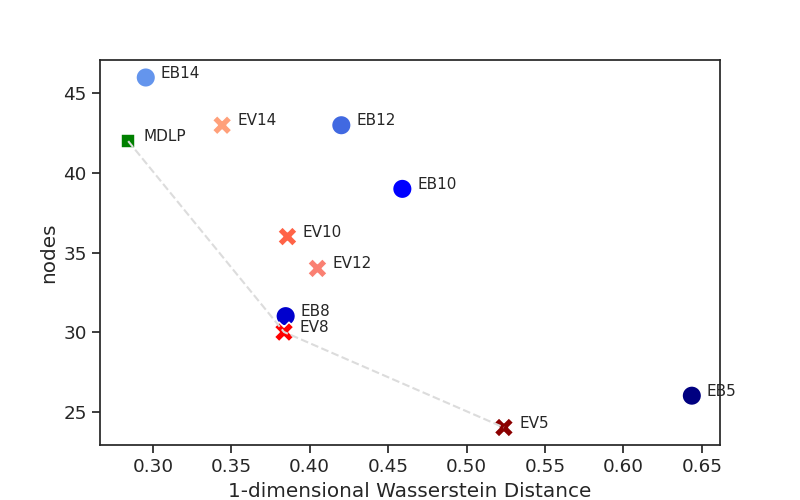 EB14
EV14
EB12
MDLP
EB10
EV10
EV12
EB8
EV8
EB5
EV5
45
40
35
30
25
nodes
0.30 0.35 0.40 0.45 0.50 0.55 0.60 0.65
1-dimensional Wasserstein Distance